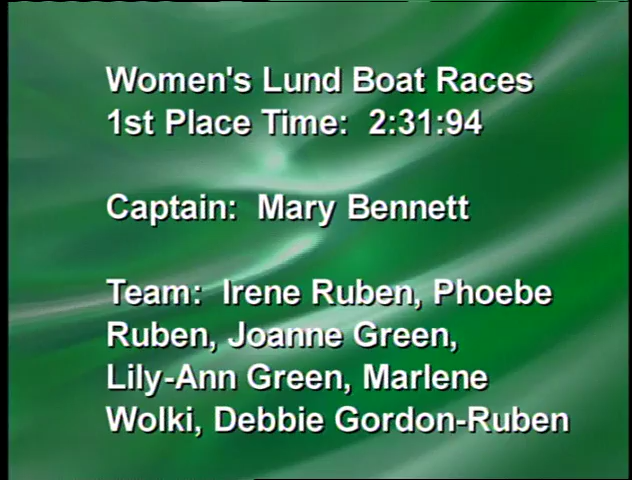 Women's Lund Boat Races
1st Place Time:  2:31:94
Captain:  Mary Bennett
Team:  Irene Ruben, Phoebe
Ruben, Joanne Green,
Lily-Ann Green, Marlene
Wolki, Debbie Gordon-Ruben